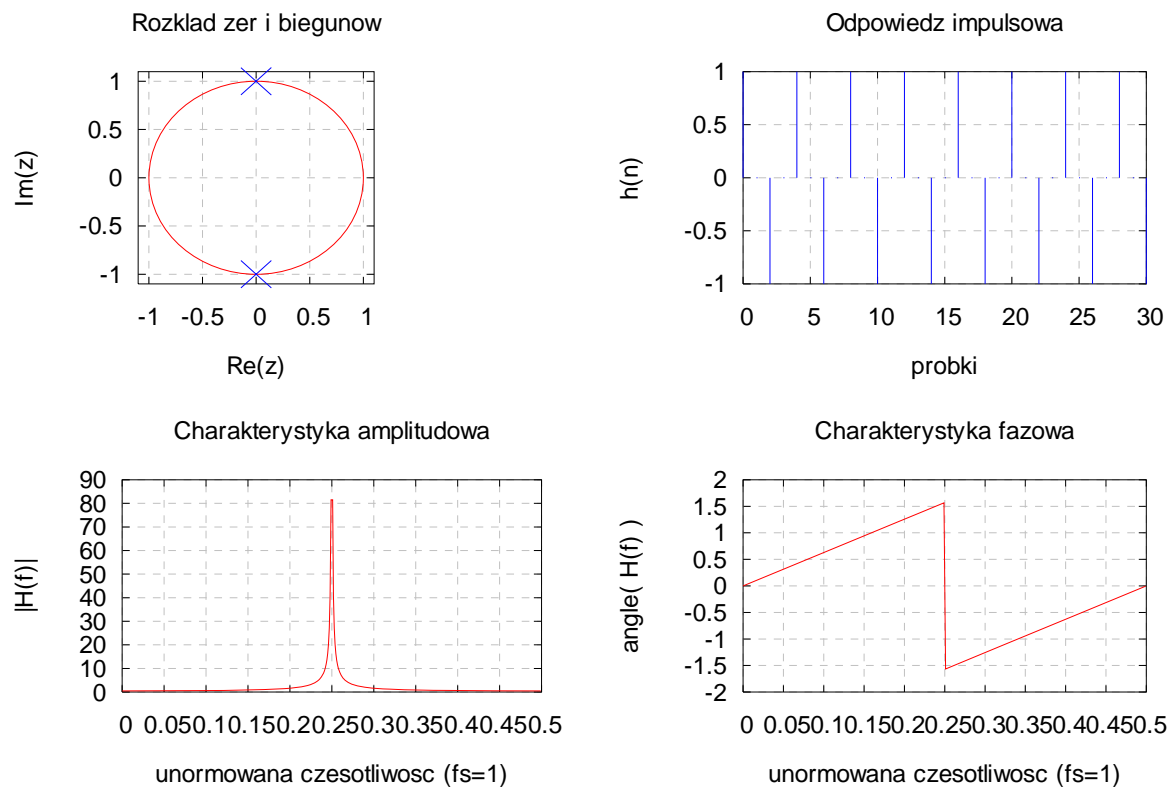 Rozklad zer i biegunow
1
0.5
0
-0.5
-1
Im(z)
-1 -0.5 0 0.5 1
Re(z)
Odpowiedz impulsowa
1
0.5
0
-0.5
-1
h(n)
0 5 10 15 20 25 30
probki
Charakterystyka amplitudowa
90
80
70
60
50
40
30
20
10
0
|H(f)|
0 0.050.10.150.20.250.30.350.40.450.5
unormowana czesotliwosc (fs=1)
Charakterystyka fazowa
2
1.5
1
0.5
0
-0.5
-1
-1.5
-2
angle( H(f) )
0 0.050.10.150.20.250.30.350.40.450.5
unormowana czesotliwosc (fs=1)